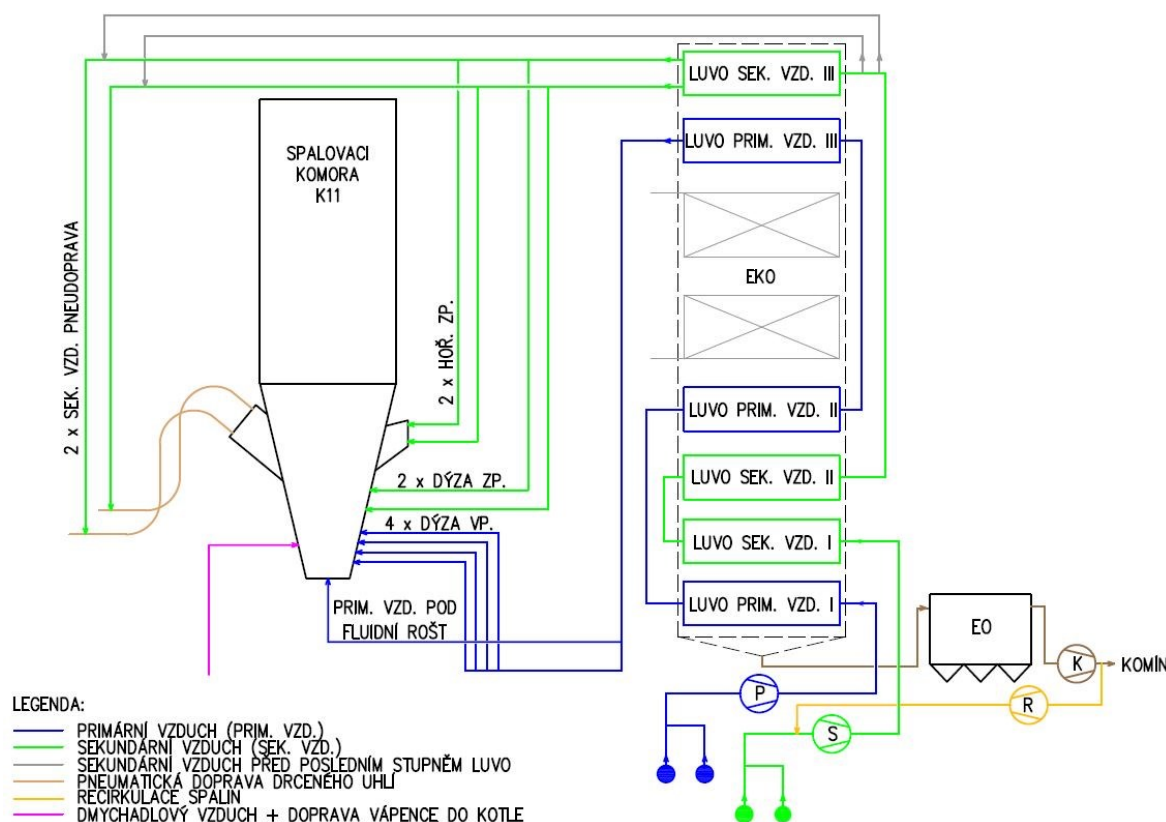 LUVO SEK. VZD. III
LUVO PRIM. VZD. III
SPALOVACI
KOMORA
K11
2 x SEK. VZD. PNEUDOPRAVA
EKO
2 x HOŘ. ZP.
LUVO PRIM. VZD. II
LUVO SEK. VZD. II
2 x DÝZA ZP.
4 x DÝZA VP.
LUVO SEK. VZD. I
LUVO PRIM. VZD. I
PRIM. VZD. POD
FLUIDNÍ ROŠT
EO
K
KOMÍN
P
R
S
LEGENDA:
PRIMÁRNÍ VZDUCH (PRIM. VZD.)
SEKUNDÁRNÍ VZDUCH (SEK. VZD.)
SEKUNDÁRNÍ VZDUCH PŘED POSLEDNÍM STUPNĚM LUVO
PNEUMATICKÁ DOPRAVA DRCENÉHO UHLÍ
RECIRKULACE SPALIN
DMYCHADLOVÝ VZDUCH + DOPRAVA VÁPENCE DO KOTLE